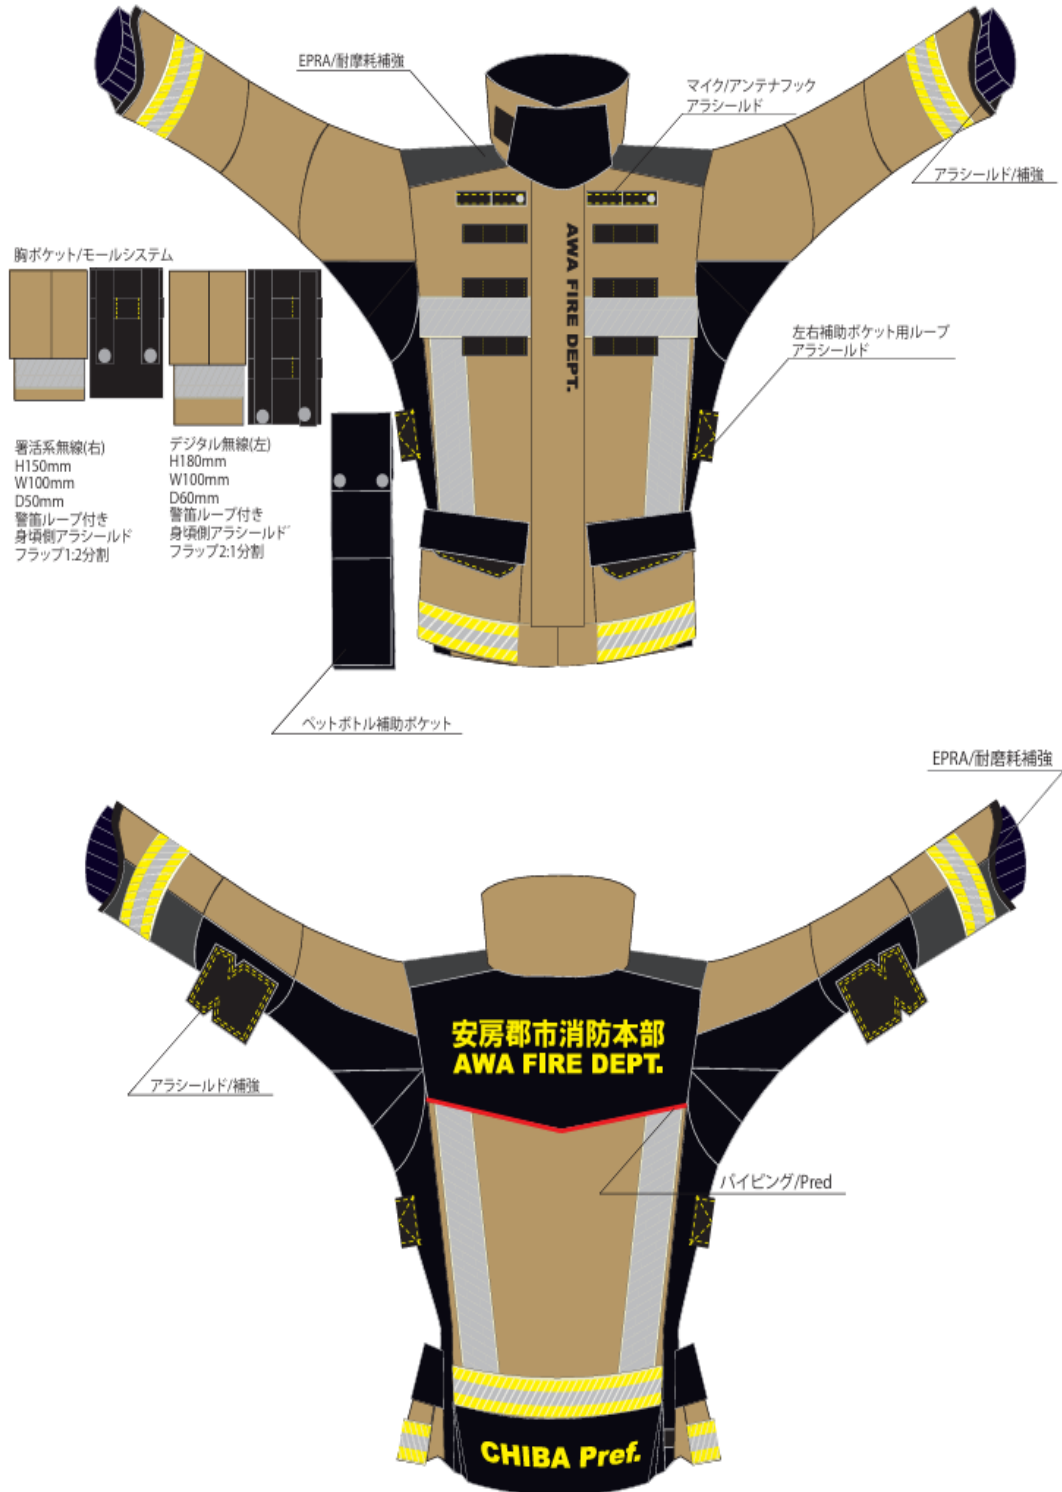 EPRA/耐摩耗補強
マイク/アンテナフック
アラシールド
アラシールド/補強
胸ポケット/モールシステム
AWA FIRE DEPT.
左右補助ポケット用ループ
アラシールド
署活系無線(右)
H150mm
W100mm
D50mm
警笛ループ付き
身頃側アラシールド
フラップ1:2分割
デジタル無線(左)
H180mm
W100mm
D60mm
警笛ループ付き
身頃側アラシールド
フラップ2:1分割
ペットボトル補助ポケット
EPRA/耐磨耗補強
安房郡市消防本部
AWA FIRE DEPT.
アラシールド/補強
パイピング/Pred
CHIBA Pref.